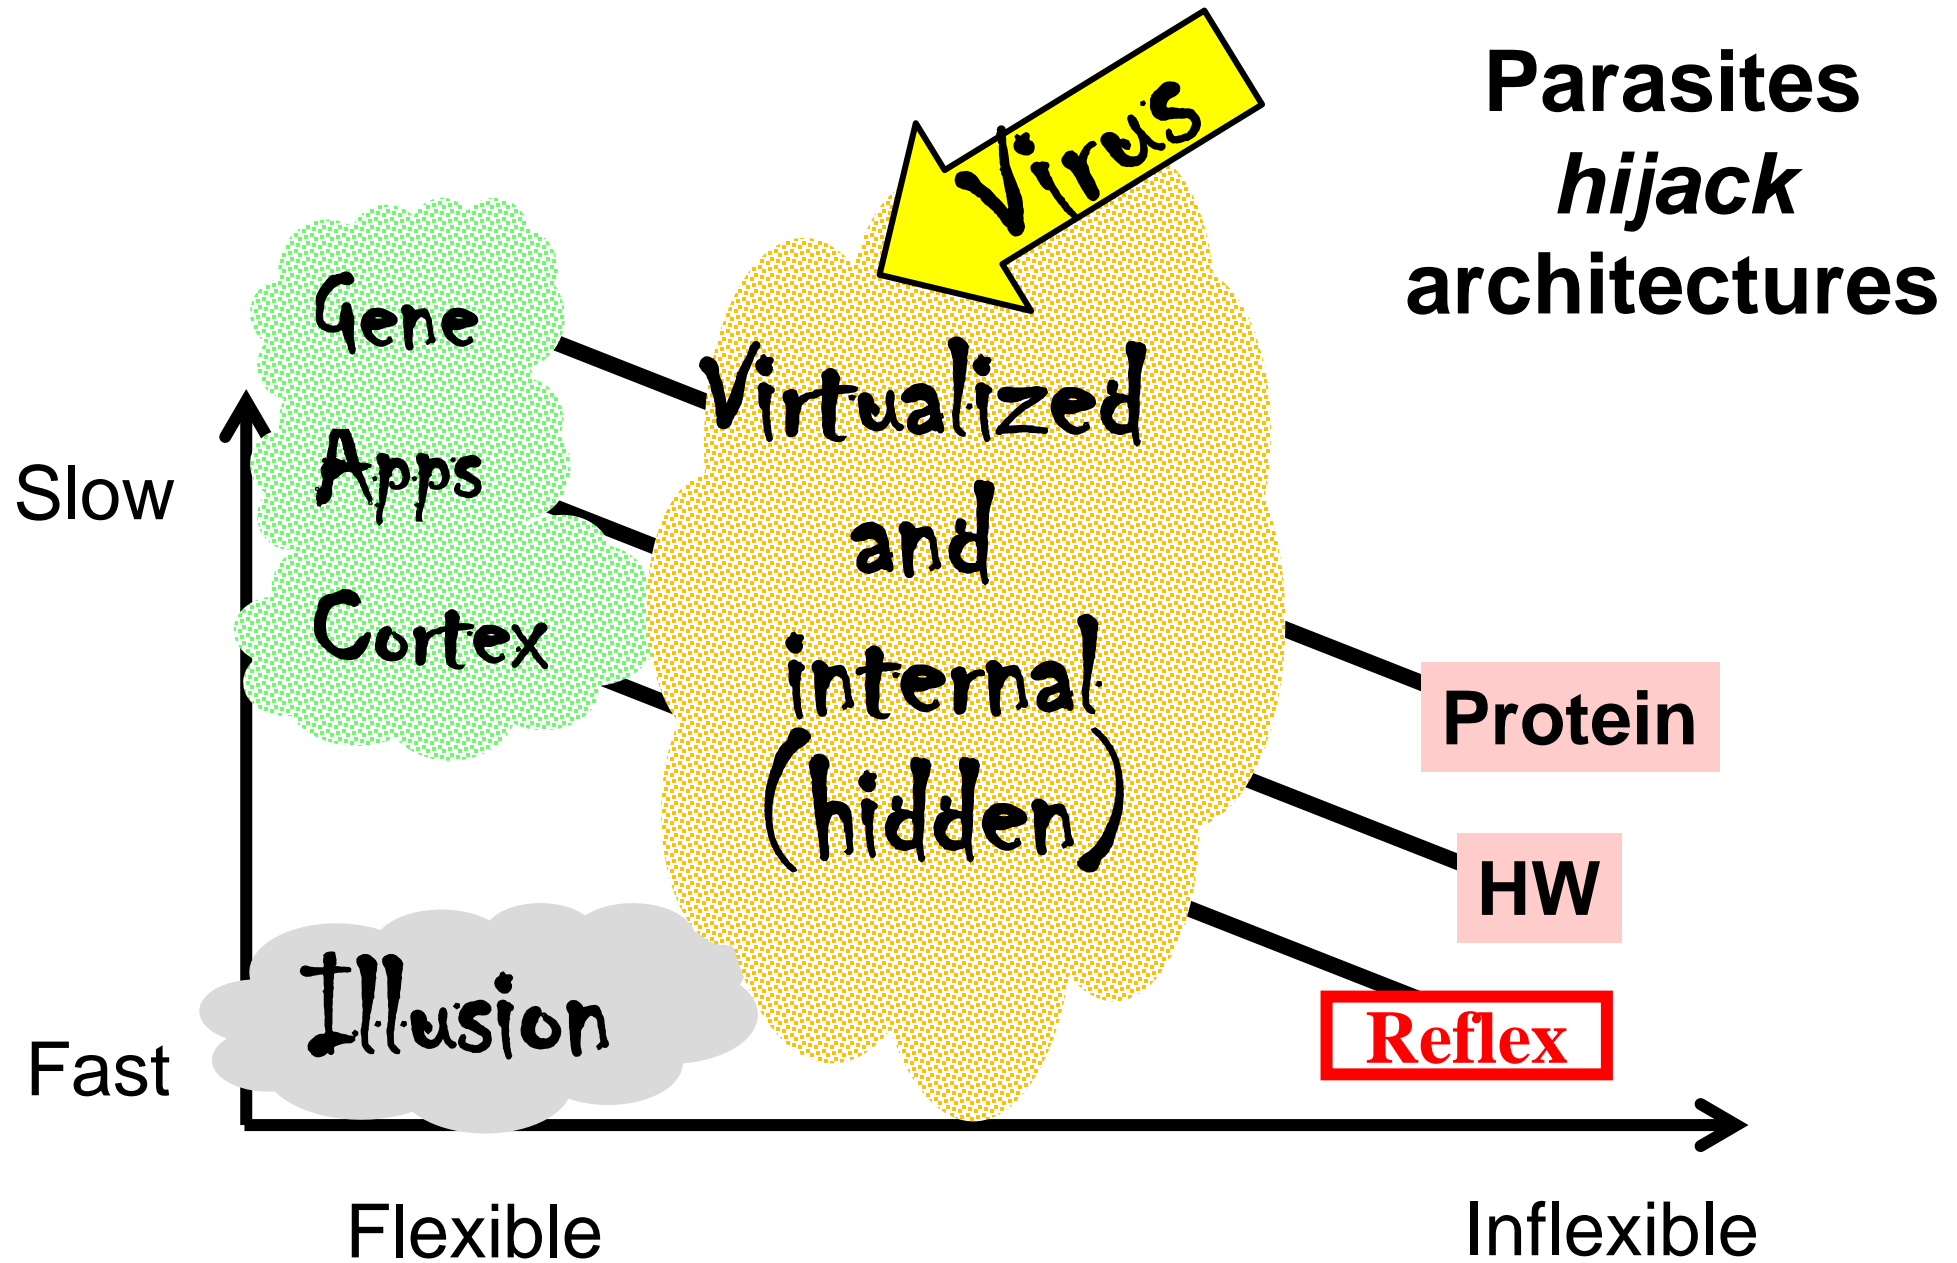 Parasites
hijack
architectures
Virus
Gene
Apps
Cortex
Virtualized
and
internal
(hidden)
Slow
Fast
Illusion
Protein
HW
Reflex
Flexible
Inflexible